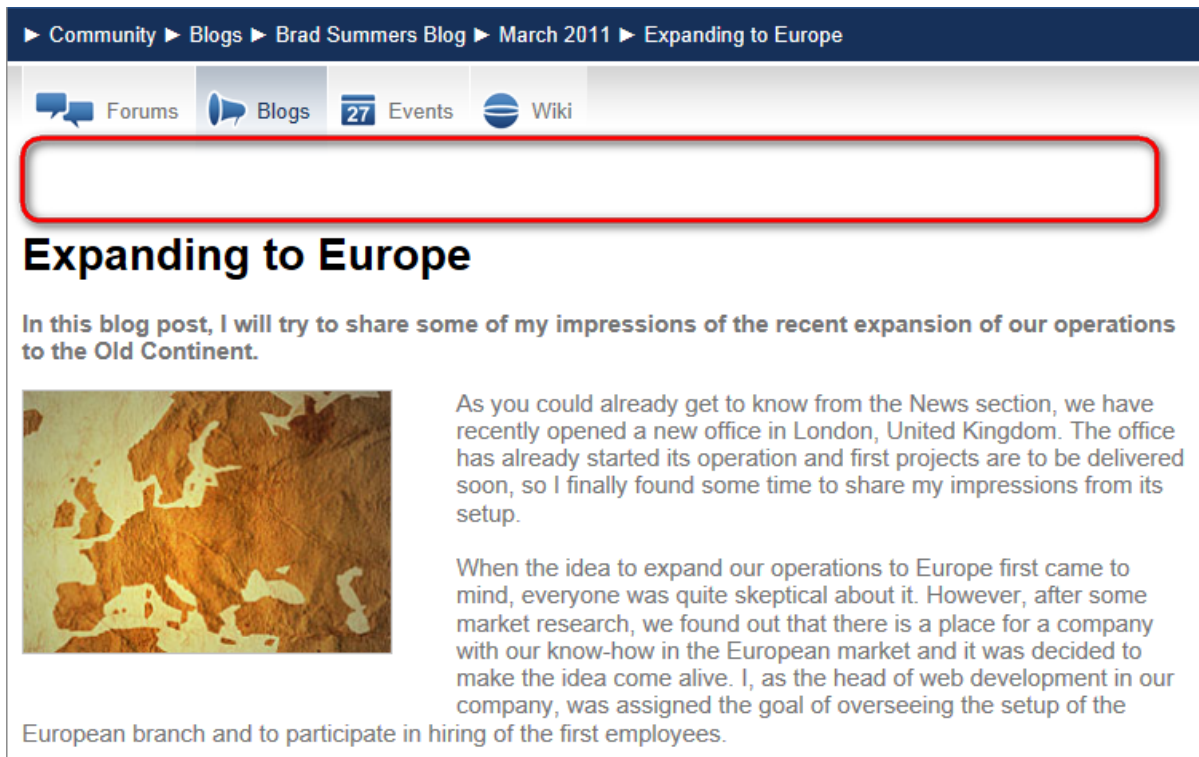 ► Community ► Blogs ► Brad Summers Blog ► March 2011 ► Expanding to Europe
Forums Blogs 27 Events Wiki
Expanding to Europe
In this blog post, I will try to share some of my impressions of the recent expansion of our operations
to the Old Continent.
As you could already get to know from the News section, we have
recently opened a new office in London, United Kingdom. The office
has already started its operation and first projects are to be delivered
soon, so I finally found some time to share my impressions from its
setup.
When the idea to expand our operations to Europe first came to
mind, everyone was quite skeptical about it. However, after some
market research, we found out that there is a place for a company
with our know-how in the European market and it was decided to
make the idea come alive. I, as the head of web development in our
company, was assigned the goal of overseeing the setup of the
European branch and to participate in hiring of the first employees.